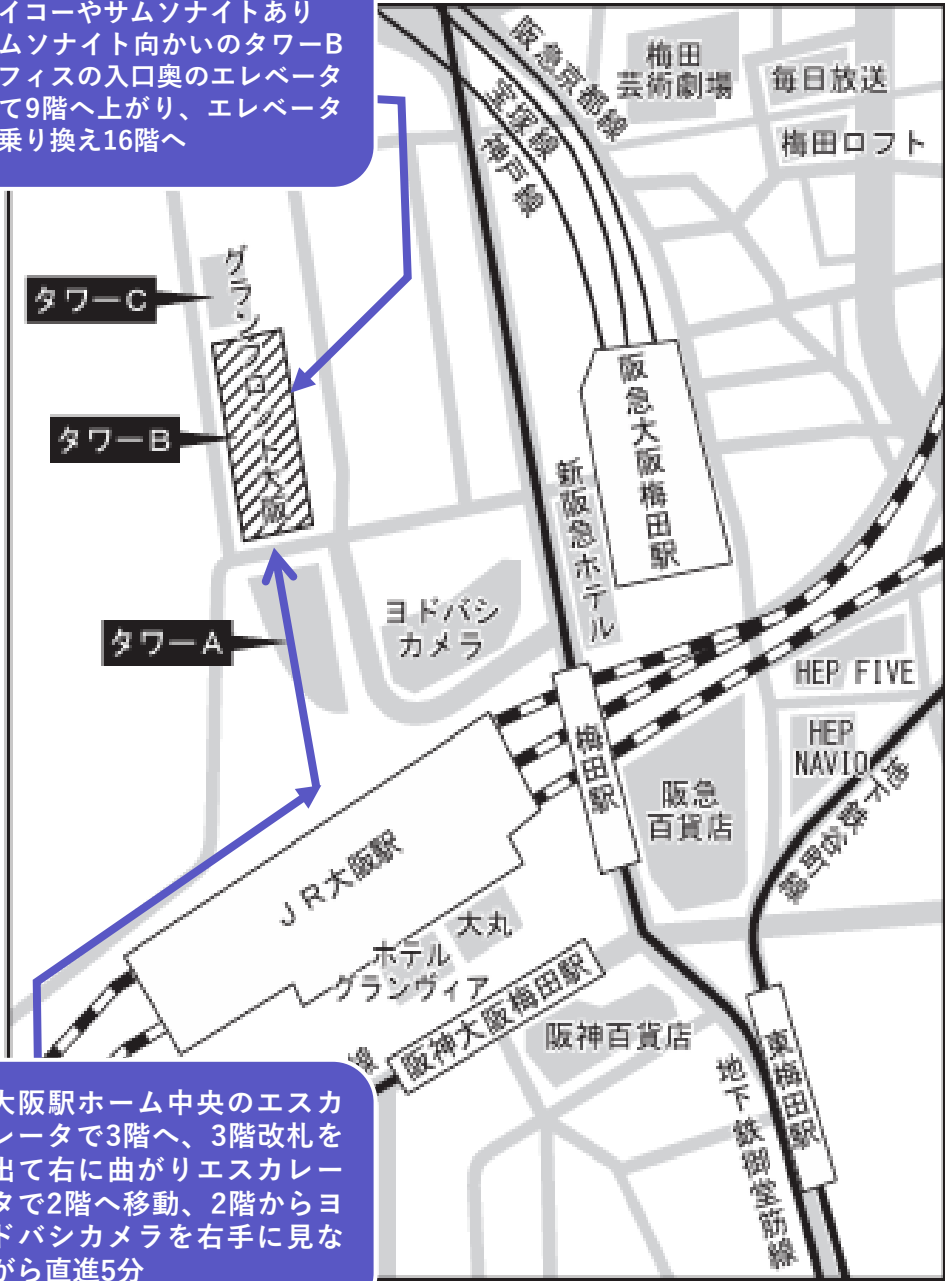 イコーやサムソナイトあり
ムソナイト向かいのタワーB
フィスの入口奥のエレベータ
て9階へ上がり、エレベータ
乗り換え16階へ
阪急京都線
宝塚線
神戸線
梅田
芸術劇場
毎日放送
梅田ロフト
グランフロント大阪
タワーC
タワーB
タワーA
阪急大阪梅田駅
新阪急ホテル
ヨドバシ
カメラ
HEP FIVE
HEP
NAVIO
梅田駅
阪急
百貨店
地下鉄谷町線
JR大阪駅
大丸
ホテル
グランヴィア
阪神大阪梅田駅
阪神百貨店
東梅田駅
地下鉄御堂筋線
線
大阪駅ホーム中央のエスカ
レータで3階へ、3階改札を
出て右に曲がりエスカレー
タで2階へ移動、2階からヨ
ドバシカメラを右手に見な
がら直進5分